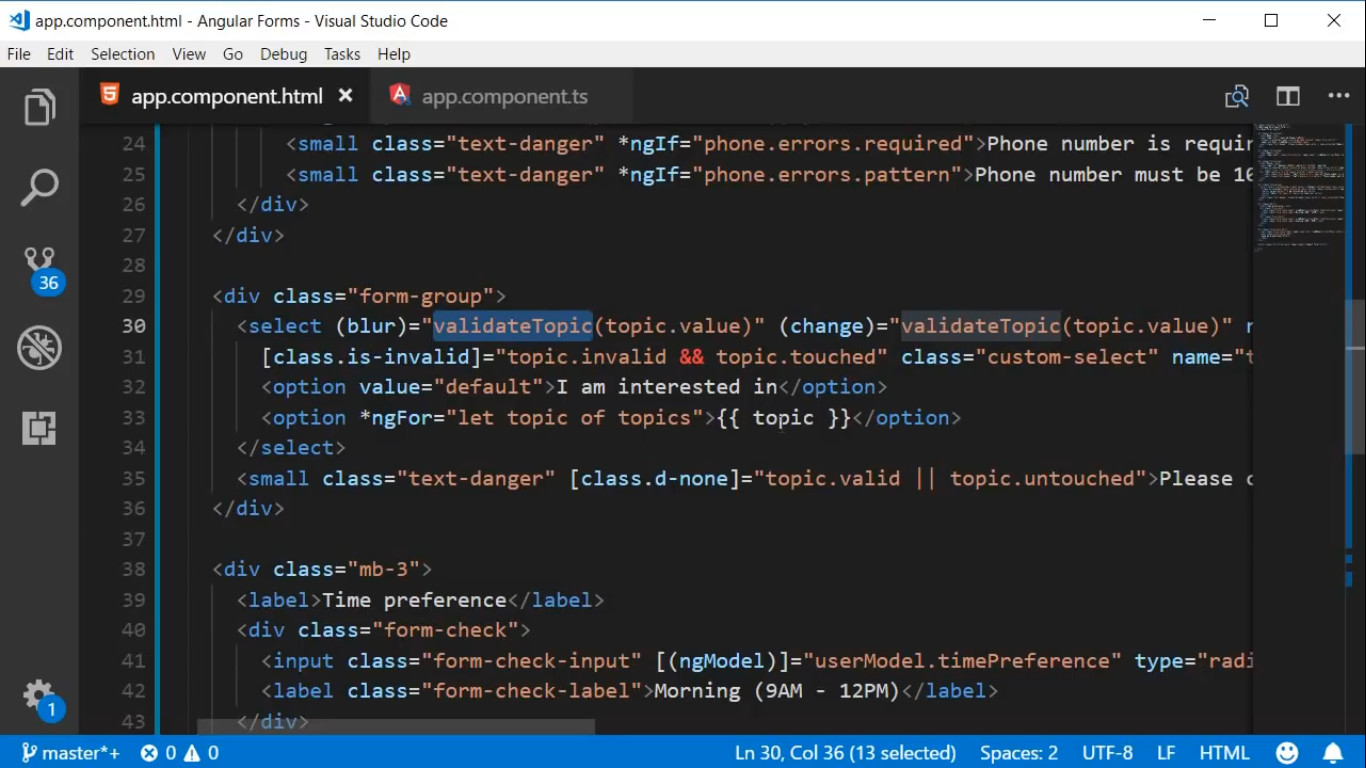 app.component.html - Angular Forms - Visual Studio Code
File Edit Selection View Go Debug Tasks Help
app.component.html
app.component.ts
24 <small class="text-danger" *ngIf="phone.errors.required">Phone number is requir
25 <small class="text-danger" *ngIf="phone.errors.pattern">Phone number must be 10
26 </div>
27 </div>
28
29 <div class="form-group">
30 <select (blur)="validateTopic(topic.value)" (change)="validateTopic(topic.value)" n
31 [class.is-invalid]="topic.invalid && topic.touched" class="custom-select" name="t
32 <option value="default">I am interested in</option>
33 <option *ngFor="let topic of topics">{{ topic }}</option>
34 </select>
35 <small class="text-danger" [class.d-none]="topic.valid || topic.untouched">Please c
36 </div>
37
38 <div class="mb-3">
39 <label>Time preference</label>
40 <div class="form-check">
41 <input class="form-check-input" [(ngModel)]="userModel.timePreference" type="radi
42 <label class="form-check-label">Morning (9AM - 12PM)</label>
43 </div>
36
1
master*+ 0 0 Ln 30, Col 36 (13 selected) Spaces: 2 UTF-8 LF HTML